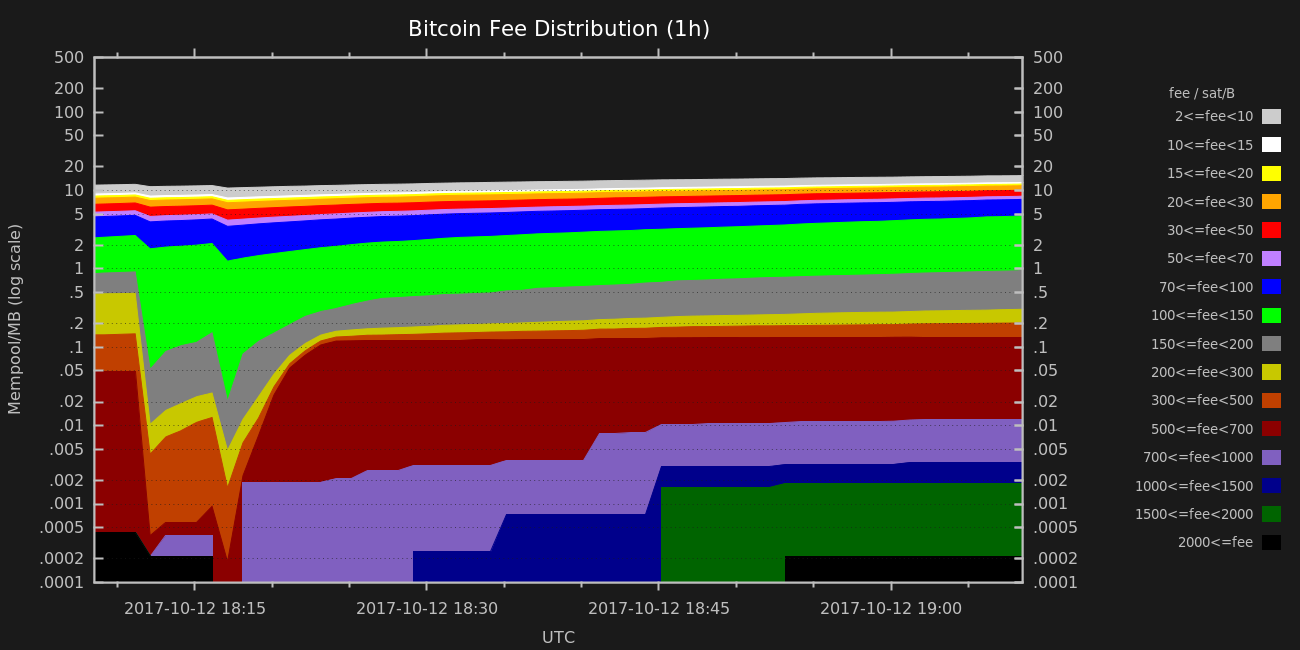 Bitcoin Fee Distribution (1h)
500
200
100
50
20
10
5
2
1
.5
.2
.1
.05
.02
.01
.005
.002
.001
.0005
.0002
.0001
Mempool/MB (log scale)
500
200
100
50
20
10
5
2
1
.5
.2
.1
.05
.02
.01
.005
.002
.001
.0005
.0002
.0001
2017-10-12 18:15
2017-10-12 18:30
2017-10-12 18:45
2017-10-12 19:00
UTC
fee / sat/B
2<=fee<10
10<=fee<15
15<=fee<20
20<=fee<30
30<=fee<50
50<=fee<70
70<=fee<100
100<=fee<150
150<=fee<200
200<=fee<300
300<=fee<500
500<=fee<700
700<=fee<1000
1000<=fee<1500
1500<=fee<2000
2000<=fee